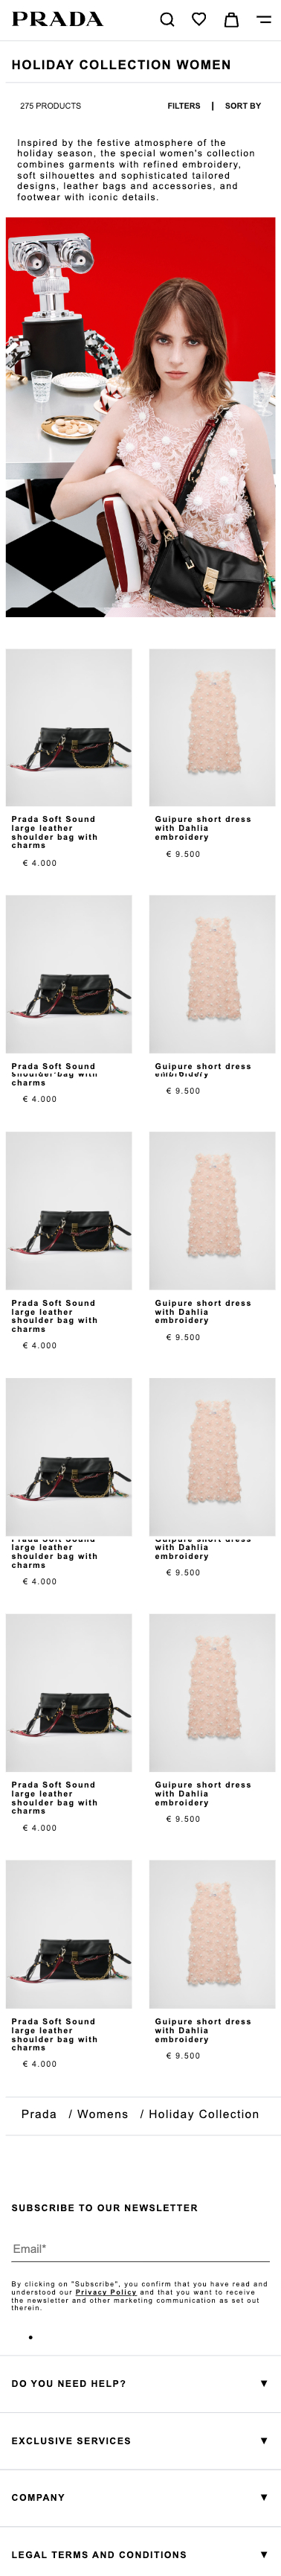 PRADA
HOLIDAY COLLECTION WOMEN
275 PRODUCTS
FILTERS | SORT BY
Inspired by the festive atmosphere of the
holiday season, the special women's collection
combines garments with refined embroidery,
soft silhouettes and sophisticated tailored
designs, leather bags and accessories, and
footwear with iconic details.
Prada Soft Sound
large leather
shoulder bag with
charms
€ 4.000
Guipure short dress
with Dahlia
embroidery
€ 9.500
Prada Soft Sound
shoulder bag with
charms
€ 4.000
Guipure short dress
embroidery
€ 9.500
Prada Soft Sound
large leather
shoulder bag with
charms
€ 4.000
Guipure short dress
with Dahlia
embroidery
€ 9.500
Prada Soft Sound
large leather
shoulder bag with
charms
€ 4.000
Guipure short dress
with Dahlia
embroidery
€ 9.500
Prada Soft Sound
large leather
shoulder bag with
charms
€ 4.000
Guipure short dress
with Dahlia
embroidery
€ 9.500
Prada Soft Sound
large leather
shoulder bag with
charms
€ 4.000
Guipure short dress
with Dahlia
embroidery
€ 9.500
Prada / Womens / Holiday Collection
SUBSCRIBE TO OUR NEWSLETTER
Email*
By clicking on "Subscribe", you confirm that you have read and
understood our Privacy Policy and that you want to receive
the newsletter and other marketing communication as set out
therein.
DO YOU NEED HELP?
EXCLUSIVE SERVICES
COMPANY
LEGAL TERMS AND CONDITIONS